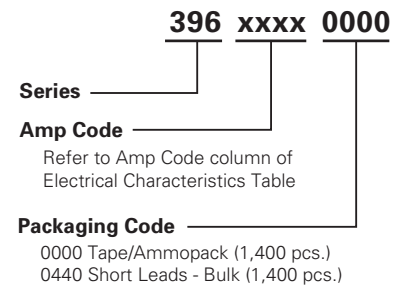 396 xxxx 0000
Series
Amp Code
Refer to Amp Code column of
Electrical Characteristics Table
Packaging Code
0000 Tape/Ammopack (1,400 pcs.)
0440 Short Leads - Bulk (1,400 pcs.)